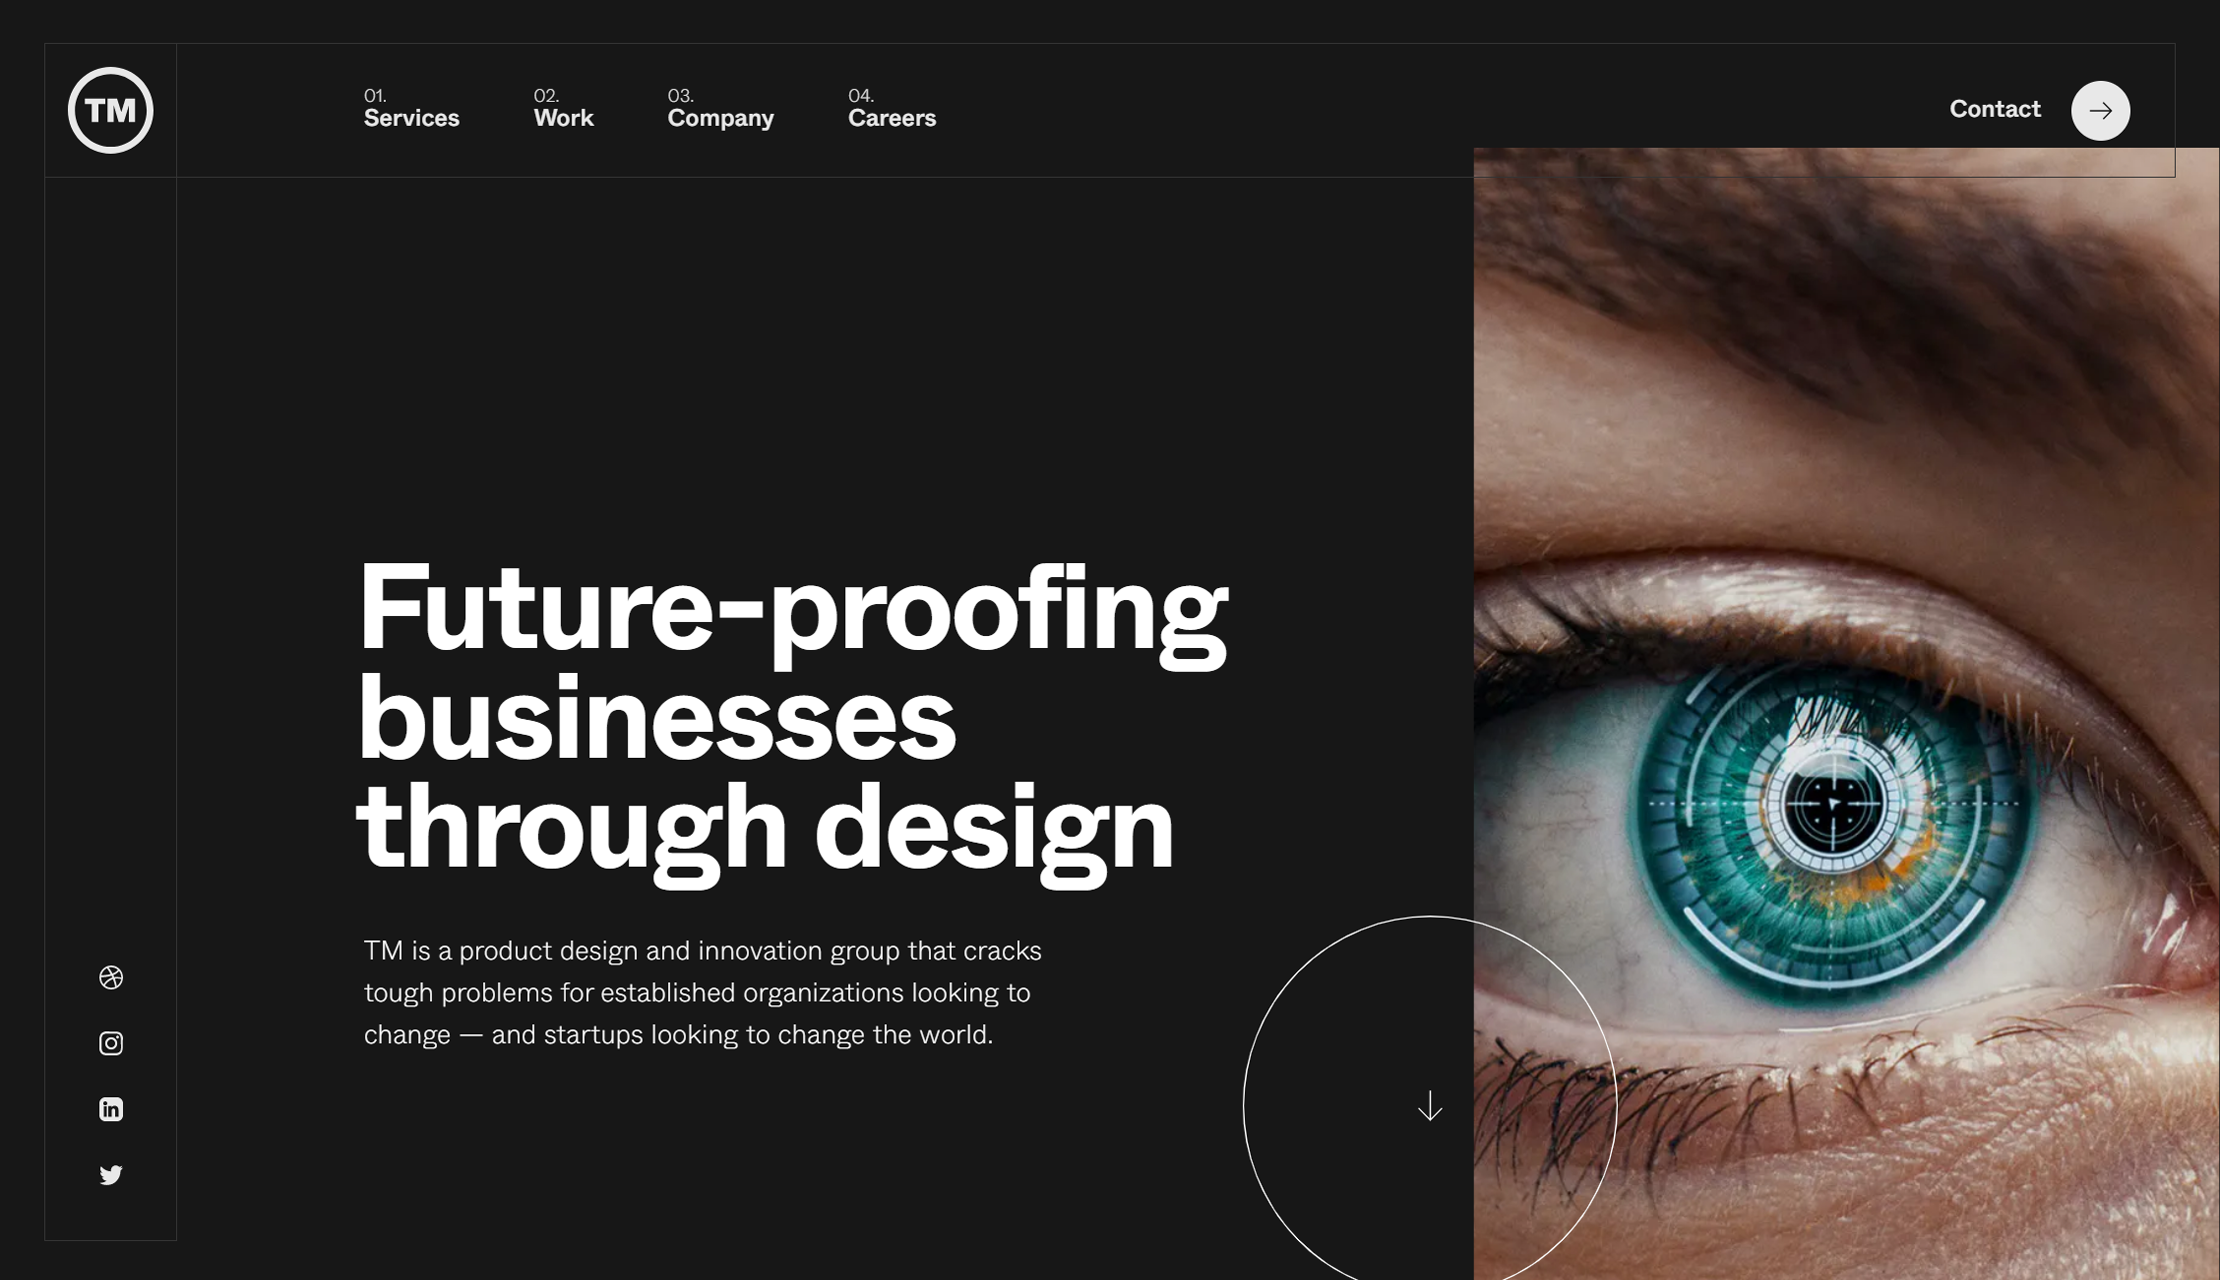 TM
01.
Services
02.
Work
03.
Company
04.
Careers
Contact
Future-proofing
businesses
through design
TM is a product design and innovation group that cracks
tough problems for established organizations looking to
change — and startups looking to change the world.
in